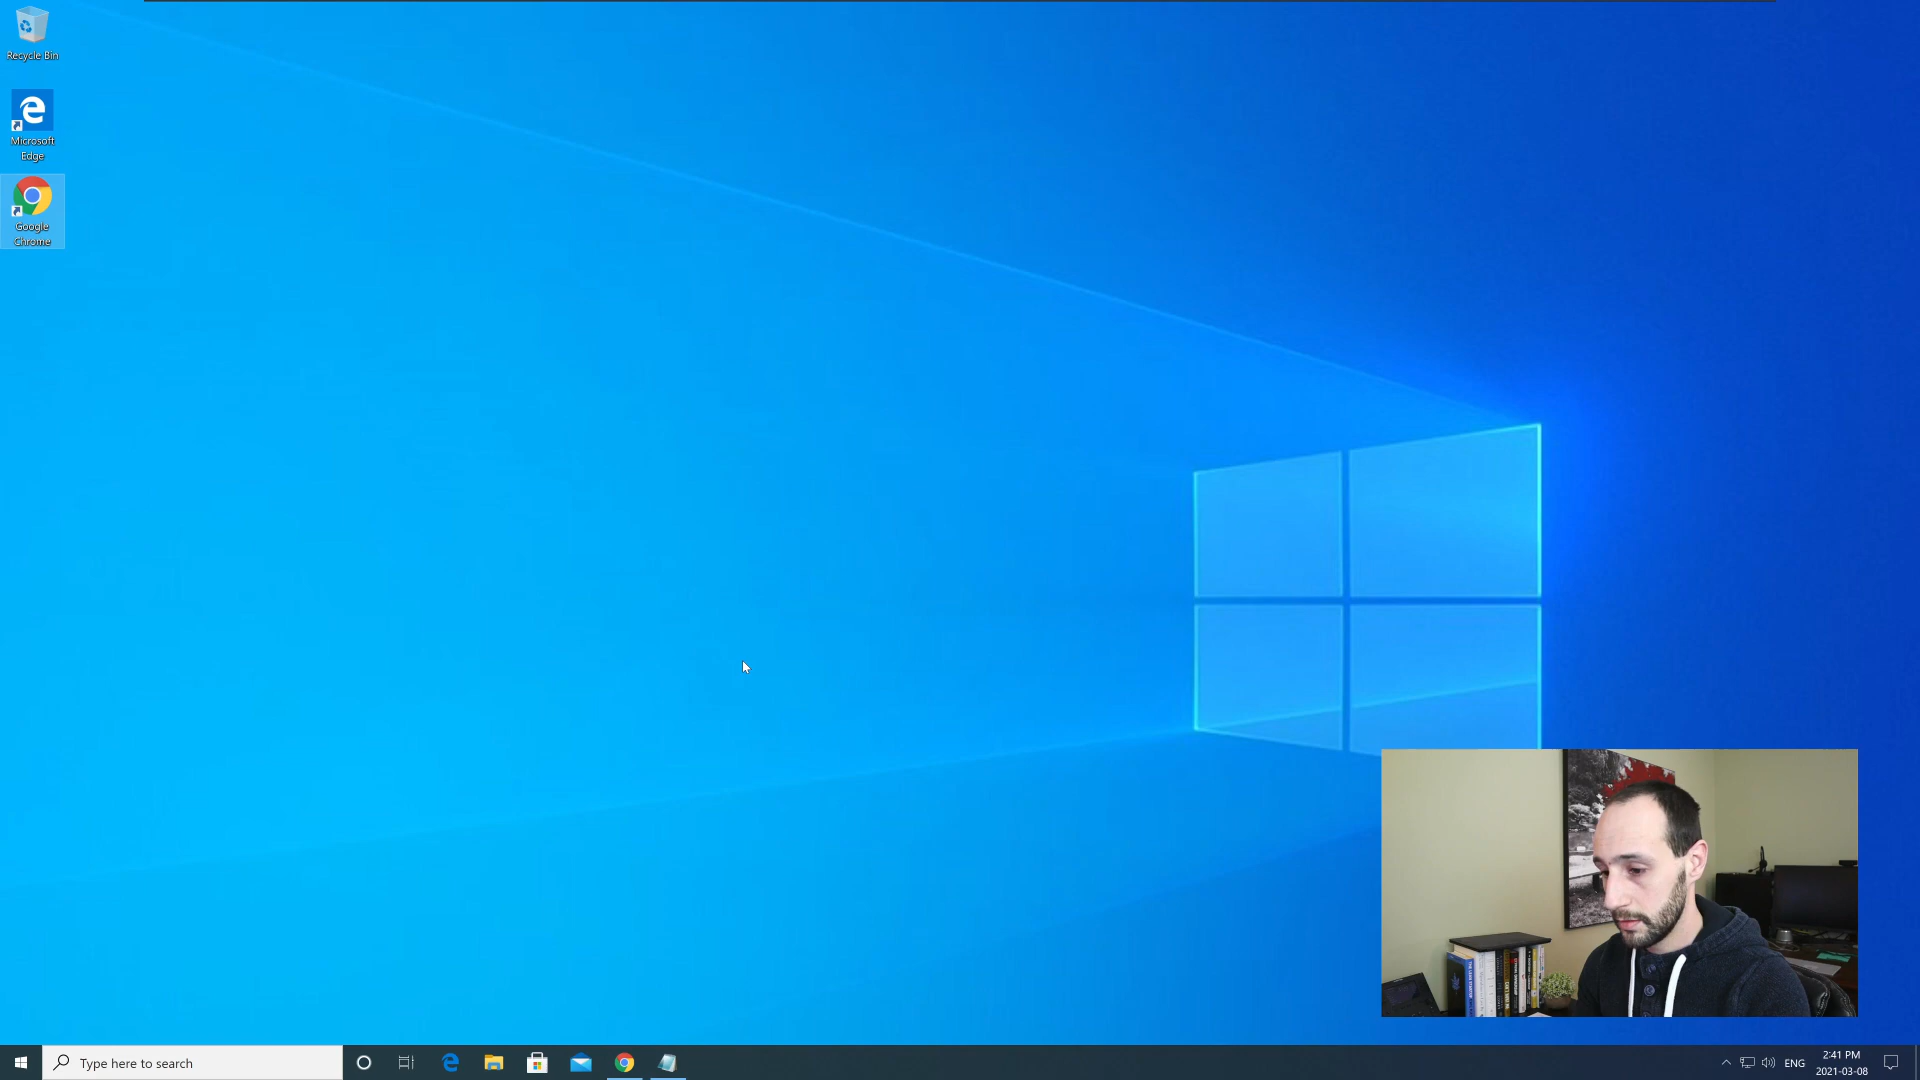 Recycle Bin
Microsoft
Edge
Google
Chrome
Type here to search
ENG
2:41 PM
2021-03-08